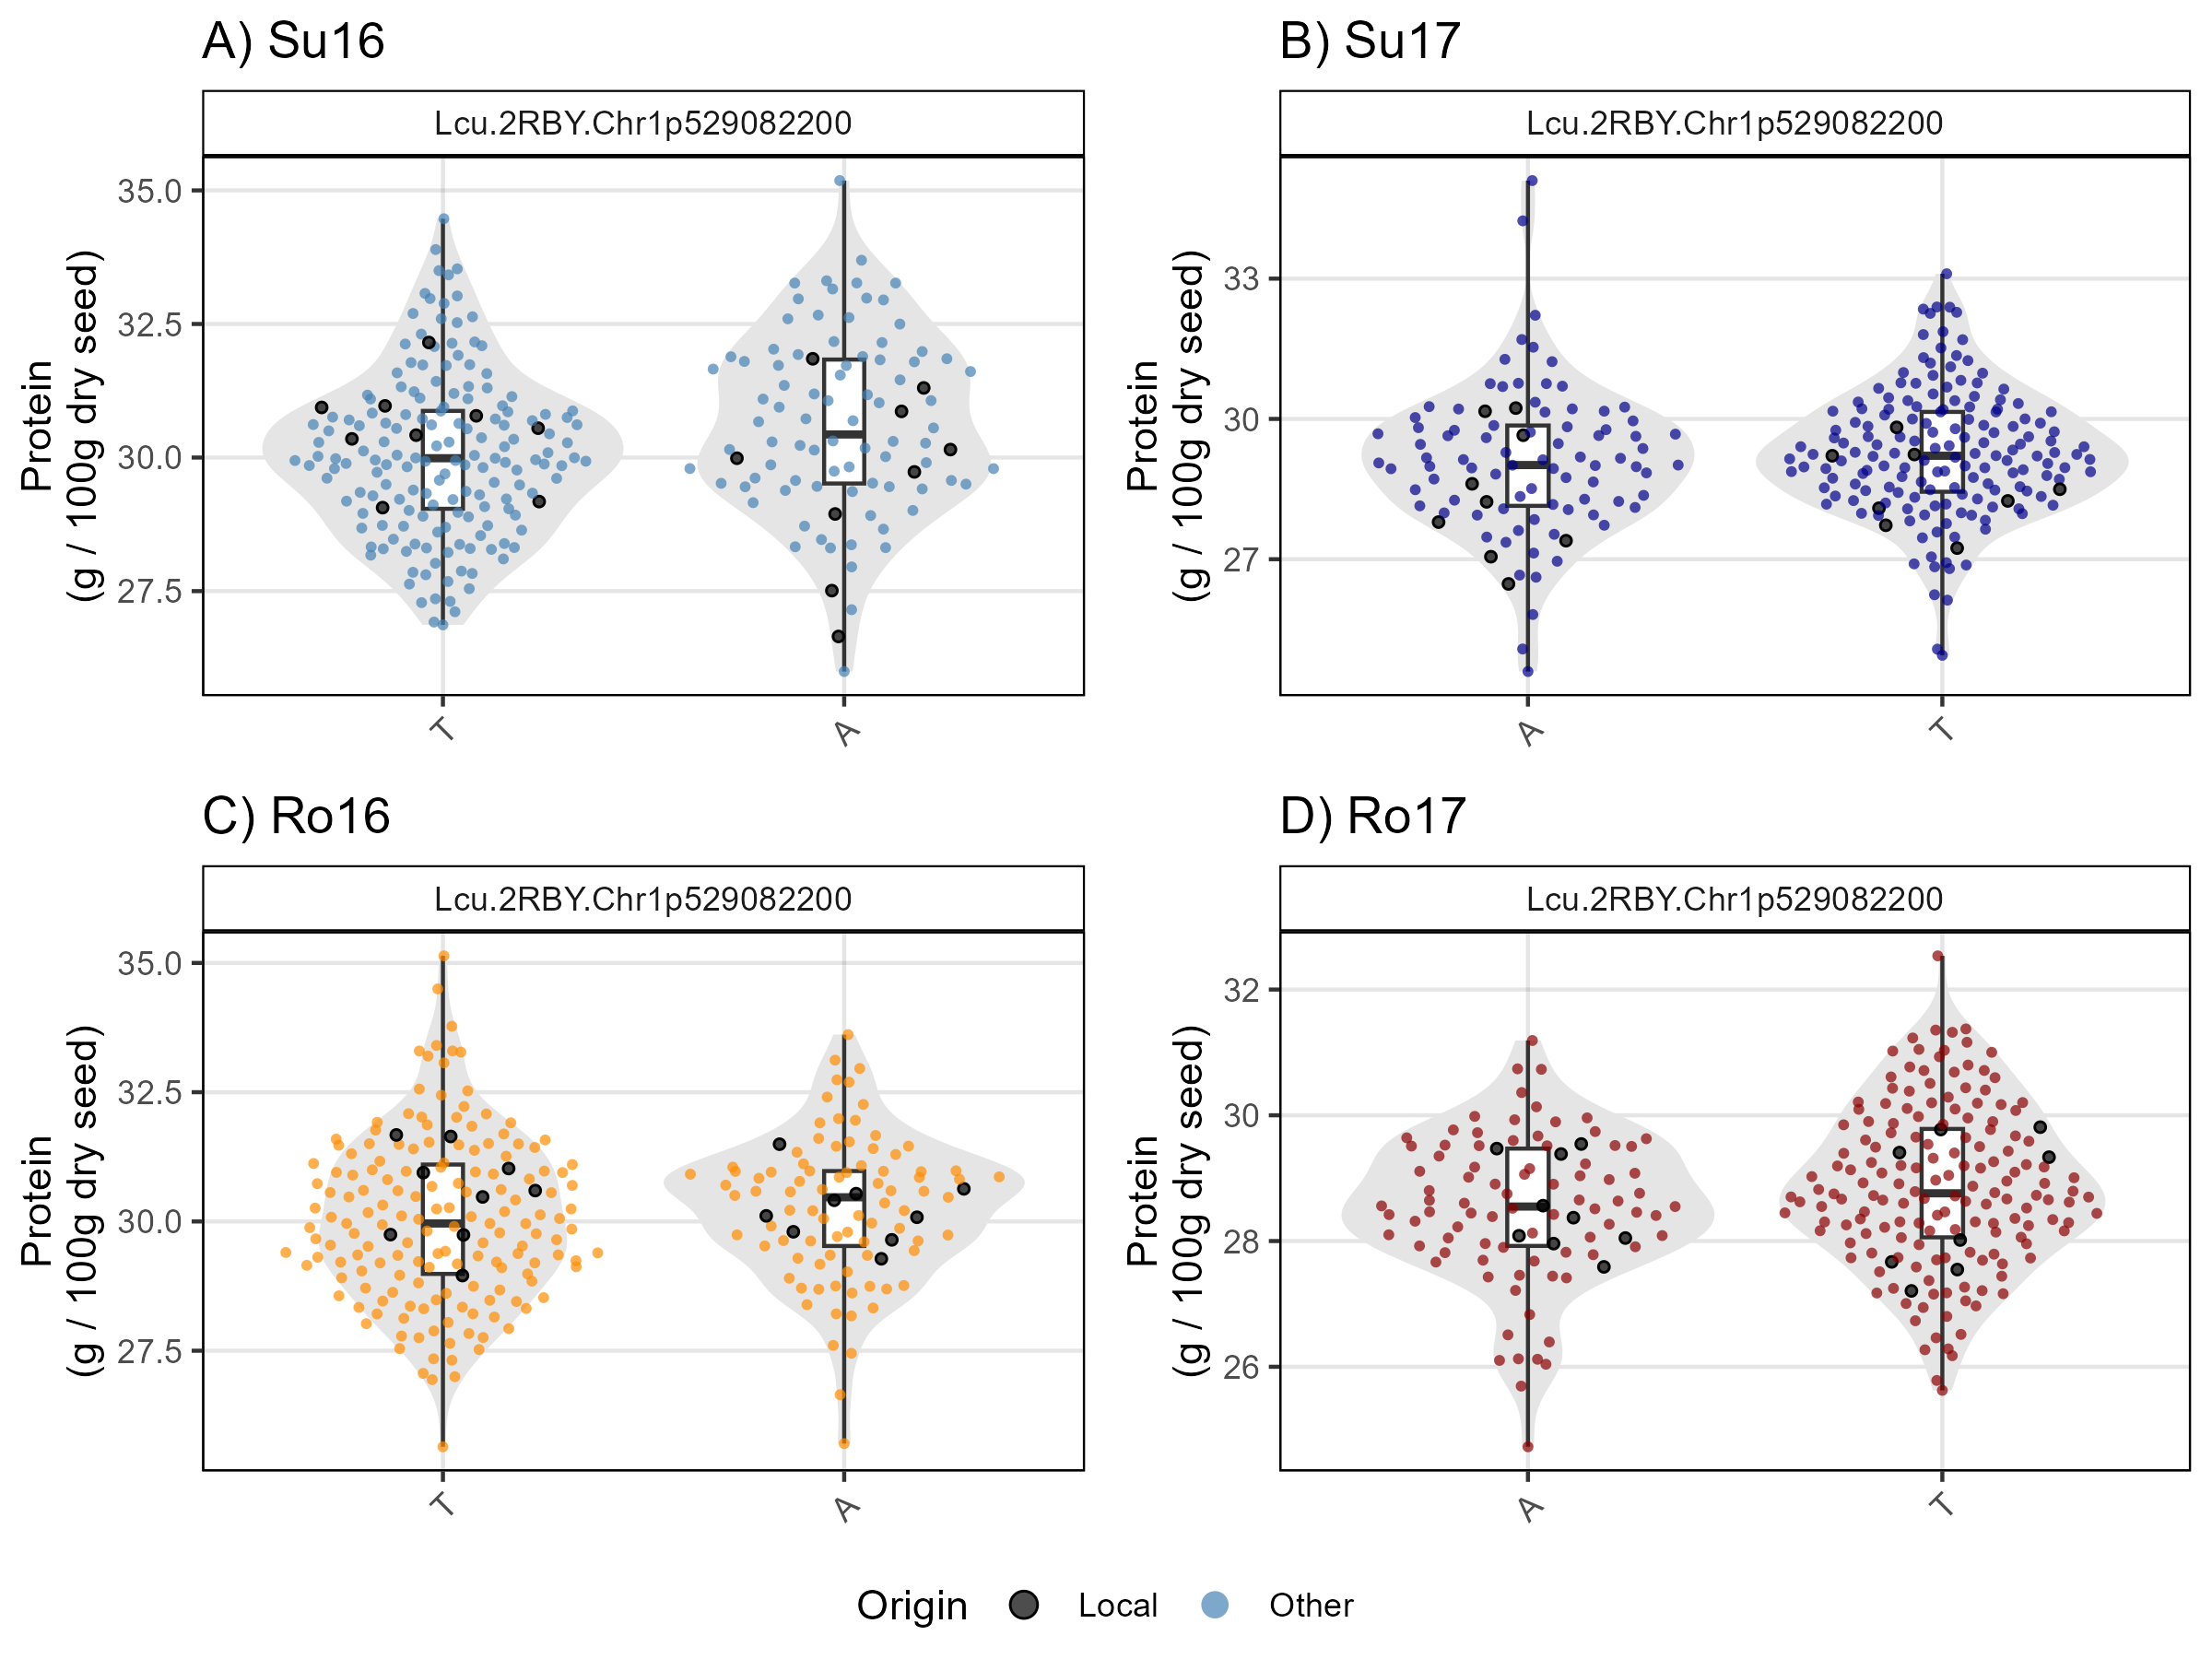 A) Su16
Lcu.2RBY.Chr1p529082200
Protein
(g / 100g dry seed)
35.0
32.5
30.0
27.5
T
A
B) Su17
Lcu.2RBY.Chr1p529082200
Protein
(g / 100g dry seed)
33
30
27
A
T
C) Ro16
Lcu.2RBY.Chr1p529082200
Protein
(g / 100g dry seed)
35.0
32.5
30.0
27.5
T
A
D) Ro17
Lcu.2RBY.Chr1p529082200
Protein
(g / 100g dry seed)
32
30
28
26
A
T
Origin Local Other